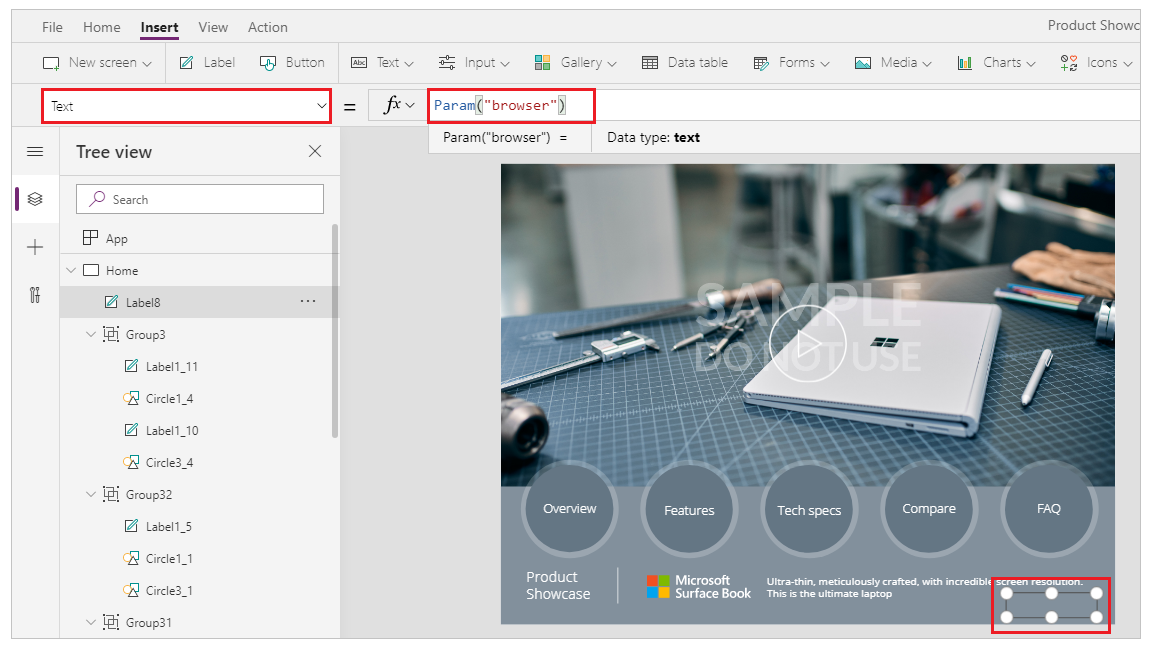 File Home Insert View Action Product Showc
New screen Label Button Abc Text Input Gallery Data table Forms Media Charts Icons
Text = fx Param("browser")
Param("browser") = Data type: text
Tree view
Search
App
Home
Label8 ...
Group3
Label1_11
Circle1_4
Label1_10
Circle3_4
Group32
Label1_5
Circle1_1
Circle3_1
Group31
SAMPLE
DO NOT USE
Overview Features Tech specs Compare FAQ
Product
Showcase
Microsoft
Surface Book
Ultra-thin, meticulously crafted, with incredible screen resolution.
This is the ultimate laptop